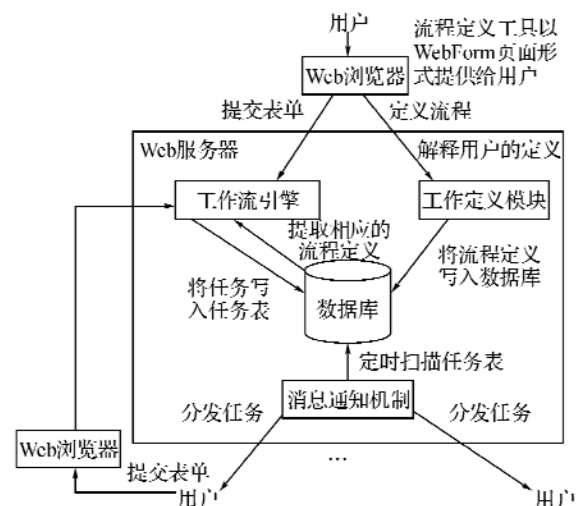 用户
流程定义工具以
WebForm页面形
式提供给用户
Web浏览器
提交表单
定义流程
Web服务器
解释用户的定义
工作流引擎
工作定义模块
提取相应的
流程定义
将流程定义
写入数据库
将任务写
入任务表
数据库
定时扫描任务表
分发任务
消息通知机制
分发任务
Web浏览器
提交表单
…
用户
用户